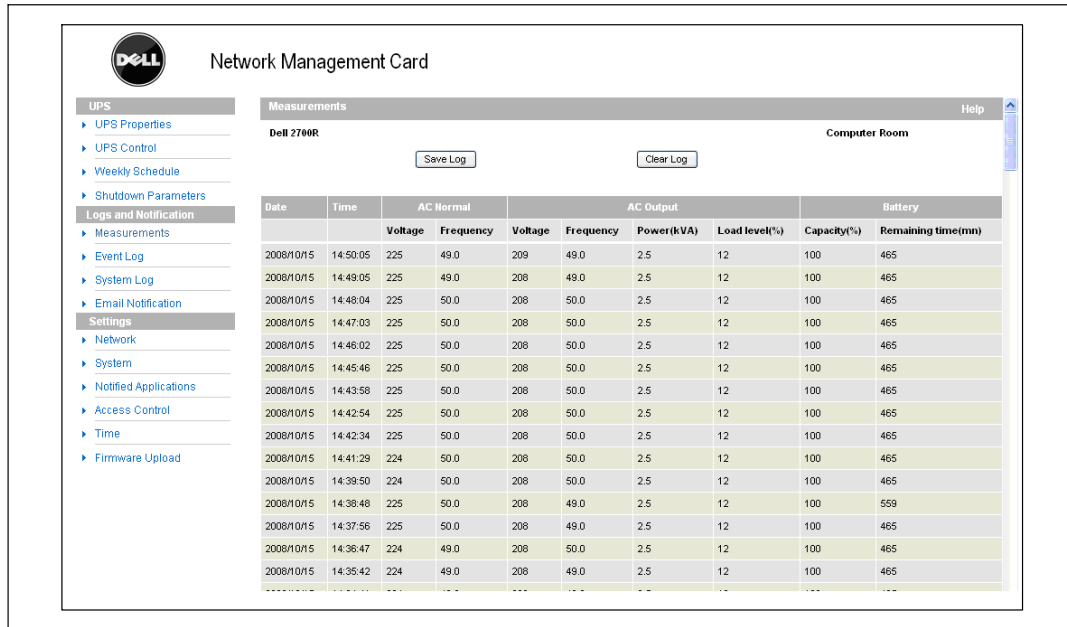 DELL
Network Management Card
UPS
UPS Properties
UPS Control
Weekly Schedule
Shutdown Parameters
Logs and Notification
Measurements
Event Log
System Log
Email Notification
Settings
Network
System
Notified Applications
Access Control
Time
Firmware Upload
Measurements Help
Dell 2700R Computer Room
Save Log Clear Log
Date Time AC Normal AC Output Battery
Voltage Frequency Voltage Frequency Power(kVA) Load level(%) Capacity(%) Remaining time(mn)
2008/10/15 14:50:05 225 49.0 209 49.0 2.5 12 100 465
2008/10/15 14:49:05 225 49.0 208 49.0 2.5 12 100 465
2008/10/15 14:48:04 225 50.0 208 50.0 2.5 12 100 465
2008/10/15 14:47:03 225 50.0 208 50.0 2.5 12 100 465
2008/10/15 14:46:02 225 50.0 208 50.0 2.5 12 100 465
2008/10/15 14:45:46 225 50.0 208 50.0 2.5 12 100 465
2008/10/15 14:43:58 225 50.0 208 50.0 2.5 12 100 465
2008/10/15 14:42:54 225 50.0 208 50.0 2.5 12 100 465
2008/10/15 14:42:34 225 50.0 208 50.0 2.5 12 100 465
2008/10/15 14:41:29 224 50.0 208 50.0 2.5 12 100 465
2008/10/15 14:39:50 224 50.0 208 50.0 2.5 12 100 465
2008/10/15 14:38:48 225 50.0 208 49.0 2.5 12 100 559
2008/10/15 14:37:56 225 50.0 208 49.0 2.5 12 100 465
2008/10/15 14:36:47 224 49.0 208 50.0 2.5 12 100 465
2008/10/15 14:35:42 224 49.0 208 49.0 2.5 12 100 465